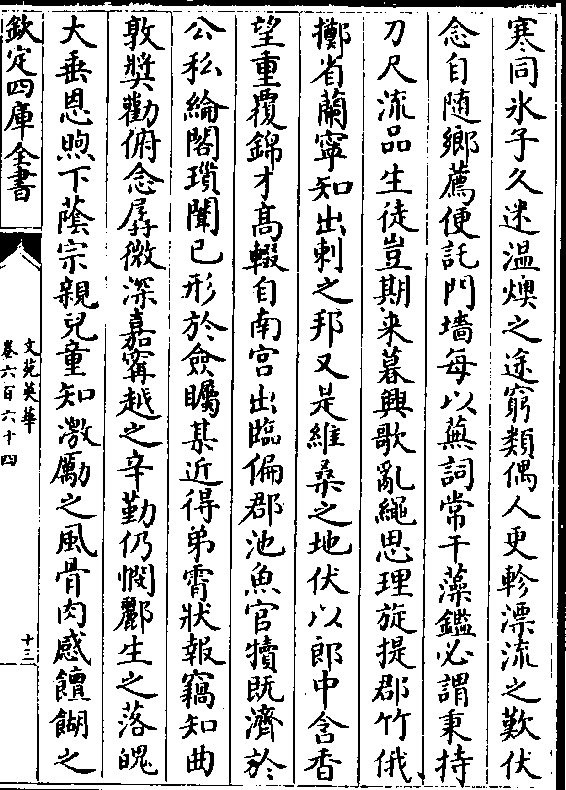 寒同氷子久迷温燠之途窮類偶人更軫漂流之歎伏
念自随鄉薦便託門墻每以蕪詞常干藻鑑必謂秉持
刀尺流品生徒豈期来暮興歌亂繩思理旋提郡竹俄
擲省蘭寧知出刺之邦又是維桑之地伏以郎中含香
望重覆錦才高輟自南宮出臨偏郡池魚官犢既濟於
公私綸閣瑣闈已形於僉矚某近得弟霄狀報竊知曲
敦奬勸俯念孱微深嘉甯越之辛勤仍憫酈生之落魄
大垂恩煦下蔭宗親兒童知激厲之風骨肉感饘餬之
欽定四庫全書
文苑英華
卷六百六十四
十三